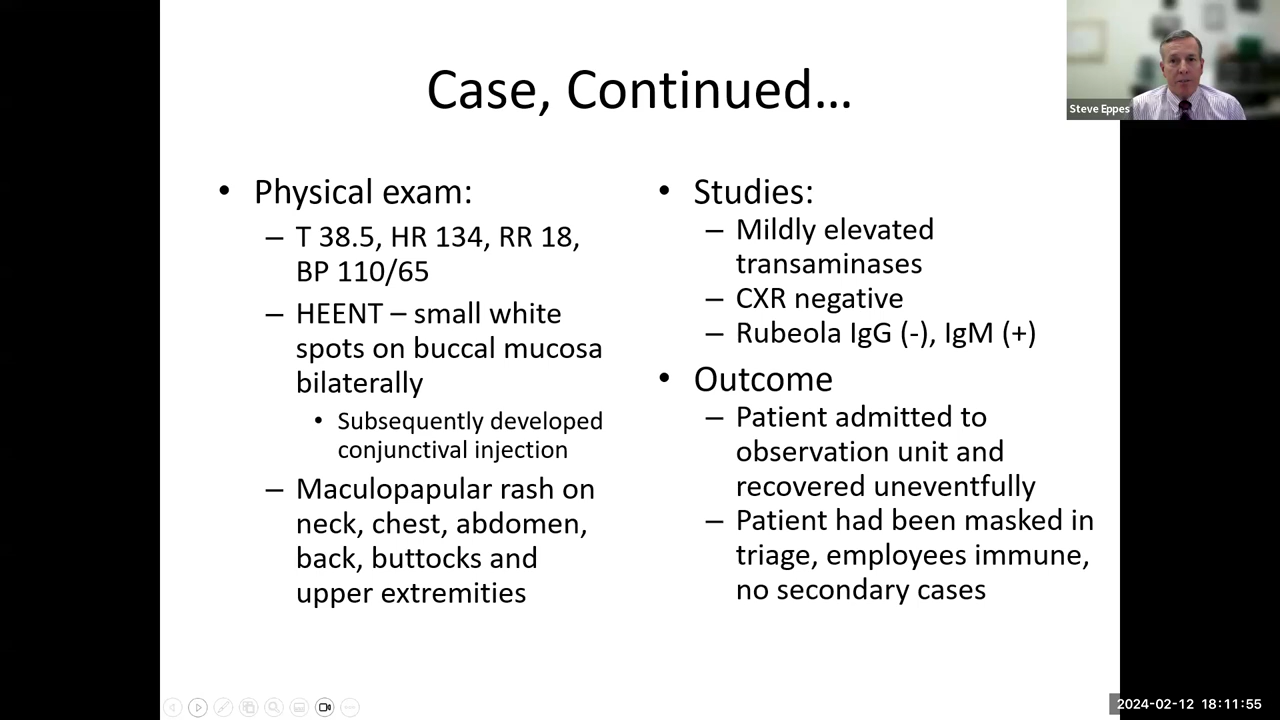 Case, Continued…
Steve Eppes
• Physical exam:
– T 38.5, HR 134, RR 18,
BP 110/65
– HEENT – small white
spots on buccal mucosa
bilaterally
• Subsequently developed
conjunctival injection
– Maculopapular rash on
neck, chest, abdomen,
back, buttocks and
upper extremities
• Studies:
– Mildly elevated
transaminases
– CXR negative
– Rubeola IgG (-), IgM (+)
• Outcome
– Patient admitted to
observation unit and
recovered uneventfully
– Patient had been masked in
triage, employees immune,
no secondary cases
2024-02-12 18:11:55